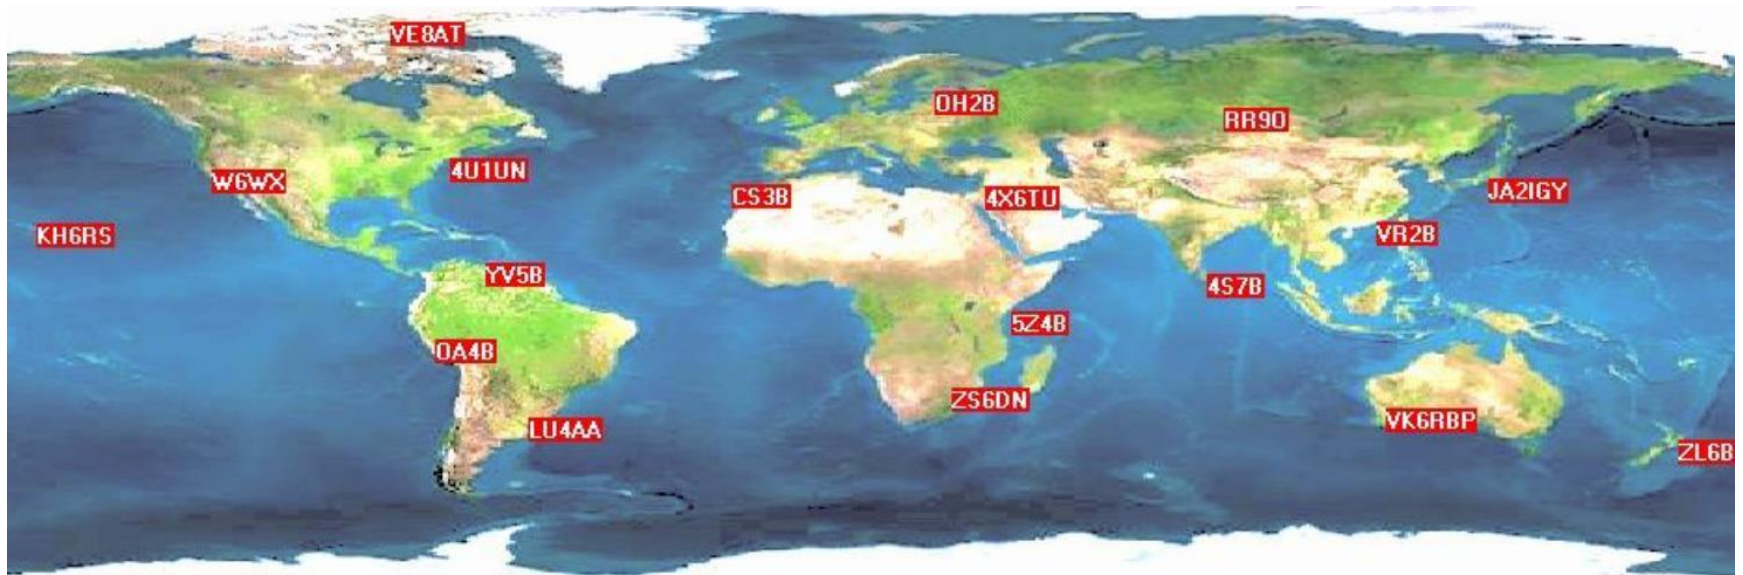 VE8AT
OH2B
RR9O
4U1UN
W6WX
CS3B
4X6TU
JA2IGY
KH6RS
VR2B
YV5B
4S7B
5Z4B
OA4B
ZS6DN
VK6RBP
LU4AA
ZL6B